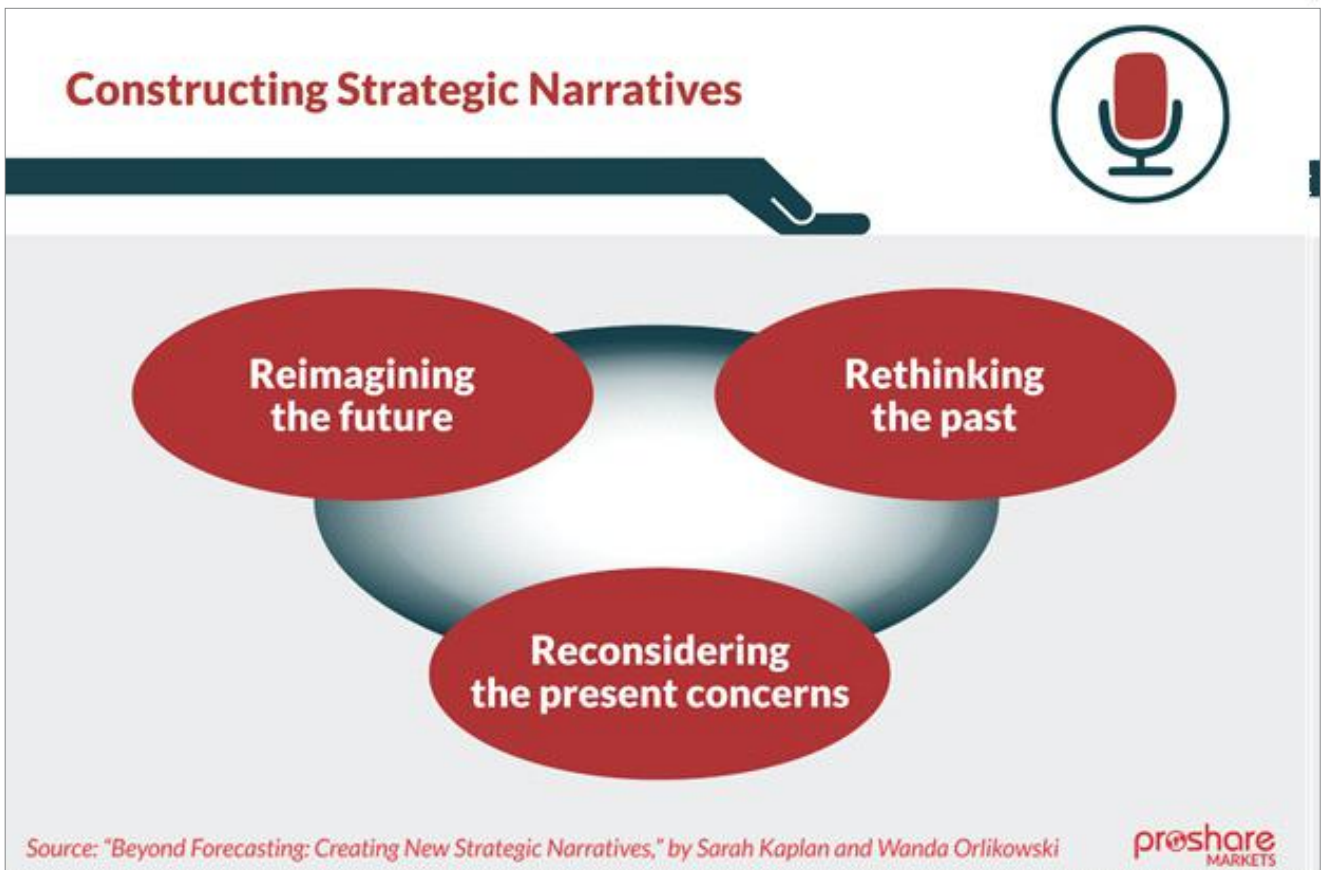 Constructing Strategic Narratives
Reimagining
the future
Rethinking
the past
Reconsidering
the present concerns
Source: “Beyond Forecasting: Creating New Strategic Narratives,” by Sarah Kaplan and Wanda Orlikowski
proshare
MARKETS